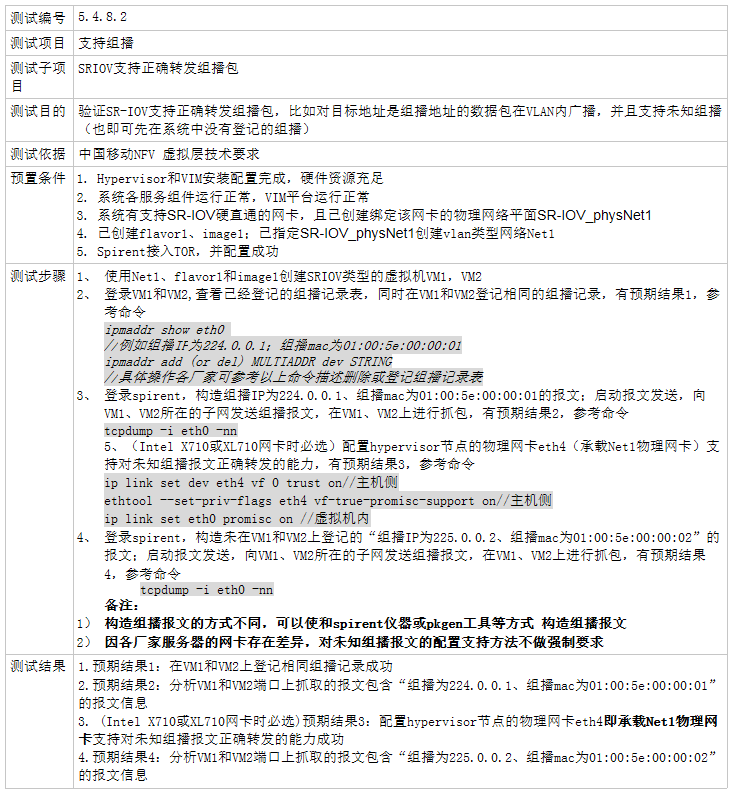 测试编号 5.4.8.2
测试项目 支持组播
测试子项目 SRIOV支持正确转发组播包
测试目的 验证SR-IOV支持正确转发组播包，比如对目标地址是组播地址的数据包在VLAN内广播，并且支持未知组播
（也即可先在系统中没有登记的组播）
测试依据 中国移动NFV 虚拟层技术要求
预置条件 1. Hypervisor和VIM安装配置完成，硬件资源充足
2. 系统各服务组件运行正常，VIM平台运行正常
3. 系统有支持SR-IOV硬直通的网卡，且已创建绑定该网卡的物理网络平面SR-IOV_physNet1
4. 已创建flavor1、image1；已指定SR-IOV_physNet1创建vlan类型网络Net1
5. Spirent接入TOR，并配置成功
测试步骤 1、 使用Net1、flavor1和image1创建SRIOV类型的虚拟机VM1，VM2
2、 登录VM1和VM2,查看已经登记的组播记录表，同时在VM1和VM2登记相同的组播记录，有预期结果1，参
考命令
ipmaddr show eth0
//例如组播IP为224.0.0.1；组播mac为01:00:5e:00:00:01
ipmaddr add (or del) MULTIADDR dev STRING
//具体操作各厂家可参考以上命令描述删除或登记组播记录表
3、 登录spirent，构造组播IP为224.0.0.1、组播mac为01:00:5e:00:00:01的报文；启动报文发送，向
VM1、VM2所在的子网发送组播报文，在VM1、VM2上进行抓包，有预期结果2，参考命令
tcpdump -i eth0 -nn
5、（Intel X710或XL710网卡时必选）配置hypervisor节点的物理网卡eth4（承载Net1物理网卡）支
持对未知组播报文正确转发的能力，有预期结果3，参考命令
ip link set dev eth4 vf 0 trust on//主机侧
ethtool --set-priv-flags eth4 vf-true-promisc-support on//主机侧
ip link set eth0 promisc on //虚拟机内
4、 登录spirent，构造未在VM1和VM2上登记的“组播IP为225.0.0.2、组播mac为01:00:5e:00:00:02”的
报文；启动报文发送，向VM1、VM2所在的子网发送组播报文，在VM1、VM2上进行抓包，有预期结果
4，参考命令
tcpdump -i eth0 -nn
备注：
1） 构造组播报文的方式不同，可以使和spirent仪器或pkgen工具等方式 构造组播报文
2） 因各厂家服务器的网卡存在差异，对未知组播报文的配置支持方法不做强制要求
测试结果 1.预期结果1：在VM1和VM2上登记相同组播记录成功
2.预期结果2：分析VM1和VM2端口上抓取的报文包含“组播为224.0.0.1、组播mac为01:00:5e:00:00:01”
的报文信息
3. (Intel X710或XL710网卡时必选)预期结果3：配置hypervisor节点的物理网卡eth4即承载Net1物理网
卡支持对未知组播报文正确转发的能力成功
4.预期结果4：分析VM1和VM2端口上抓取的报文包含“组播为225.0.0.2、组播mac为01:00:5e:00:00:02”
的报文信息